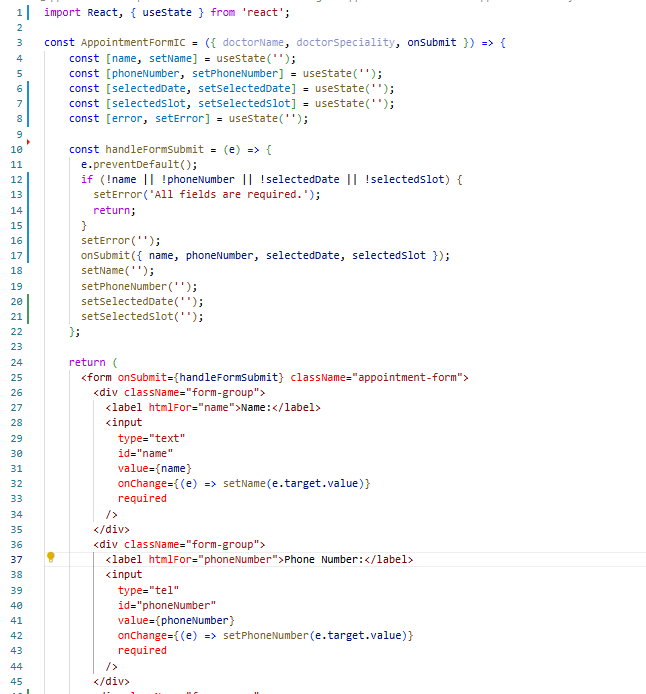 1 import React, { useState } from 'react';
2
3 const AppointmentFormIC = ({ doctorName, doctorSpeciality, onSubmit }) => {
4 const [name, setName] = useState('');
5 const [phoneNumber, setPhoneNumber] = useState('');
6 const [selectedDate, setSelectedDate] = useState('');
7 const [selectedSlot, setSelectedSlot] = useState('');
8 const [error, setError] = useState('');
9
10 const handleFormSubmit = (e) => {
11 e.preventDefault();
12 if (!name || !phoneNumber || !selectedDate || !selectedSlot) {
13 setError('All fields are required.');
14 return;
15 }
16 setError('');
17 onSubmit({ name, phoneNumber, selectedDate, selectedSlot });
18 setName('');
19 setPhoneNumber('');
20 setSelectedDate('');
21 setSelectedSlot('');
22 };
23
24 return (
25 <form onSubmit={handleFormSubmit} className="appointment-form">
26 <div className="form-group">
27 <label htmlFor="name">Name:</label>
28 <input
29 type="text"
30 id="name"
31 value={name}
32 onChange={(e) => setName(e.target.value)}
33 required
34 />
35 </div>
36 <div className="form-group">
37 <label htmlFor="phoneNumber">Phone Number:</label>
38 <input
39 type="tel"
40 id="phoneNumber"
41 value={phoneNumber}
42 onChange={(e) => setPhoneNumber(e.target.value)}
43 required
44 />
45 </div>